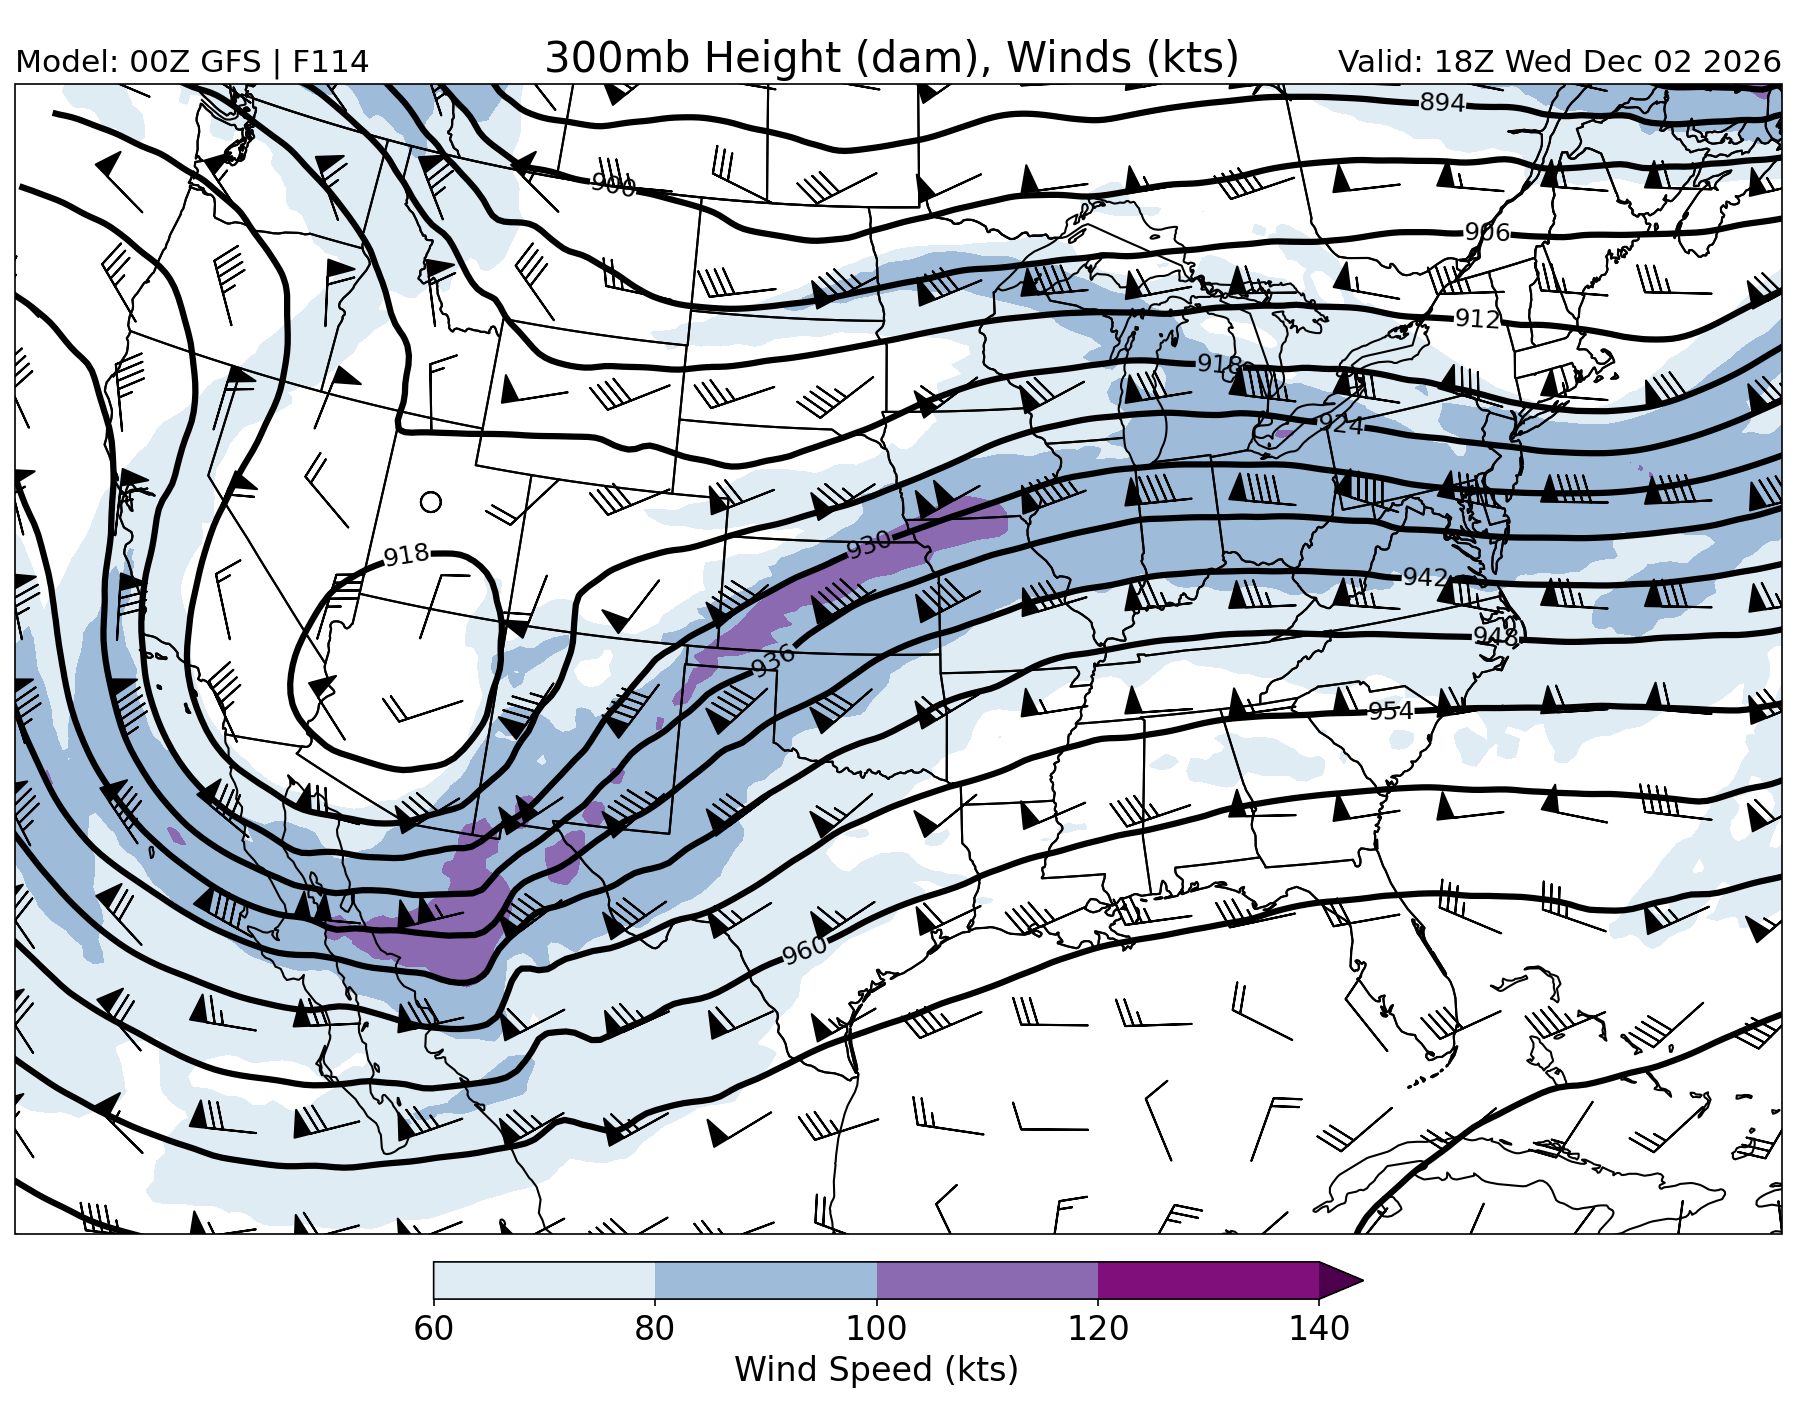 Model: 00Z GFS | F114
300mb Height (dam), Winds (kts)
Valid: 18Z Wed Dec 02 2026
894
900
906
912
918
924
930
918
942
936
948
954
960
60 80 100 120 140
Wind Speed (kts)